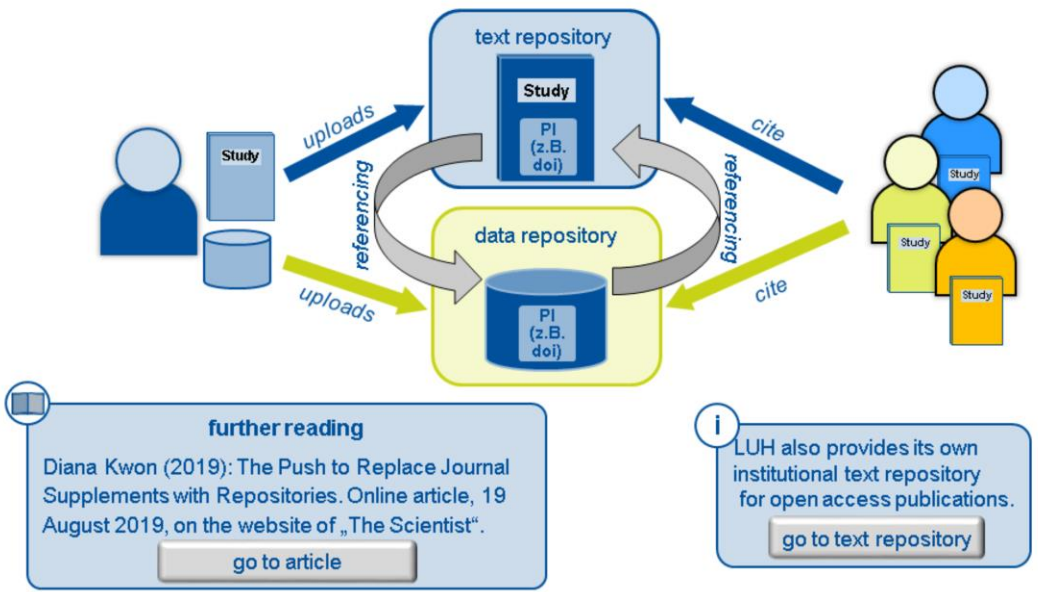 text repository
Study
PI
(z.B.
doi)
uploads
Study
referencing
cite
referencing
Study
Study
Study
data repository
PI
(z.B.
doi)
uploads
cite
further reading
Diana Kwon (2019): The Push to Replace Journal
Supplements with Repositories. Online article, 19
August 2019, on the website of „The Scientist“.
go to article
i
LUH also provides its own
institutional text repository
for open access publications.
go to text repository